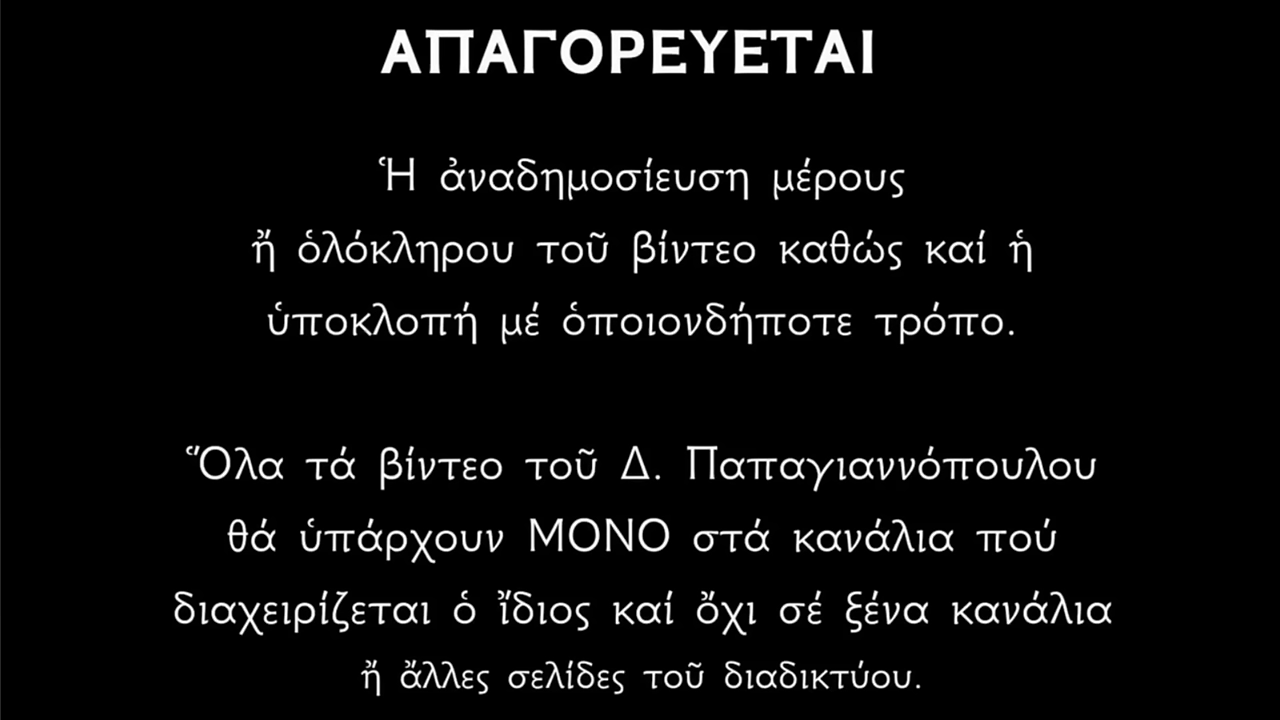 ΑΠΑΓΟΡΕΥΕΤΑΙ
Ἡ ἀναδημοσίευση μέρους
ἤ ὁλόκληρου τοῦ βίντεο καθώς καί ἡ
ὑποκλοπή μέ ὁποιονδήποτε τρόπο.
Ὅλα τά βίντεο τοῦ Δ. Παπαγιαννόπουλου
θά ὑπάρχουν ΜΟΝΟ στά κανάλια πού
διαχειρίζεται ὁ ἴδιος καί ὄχι σέ ξένα κανάλια
ἤ ἄλλες σελίδες τοῦ διαδικτύου.